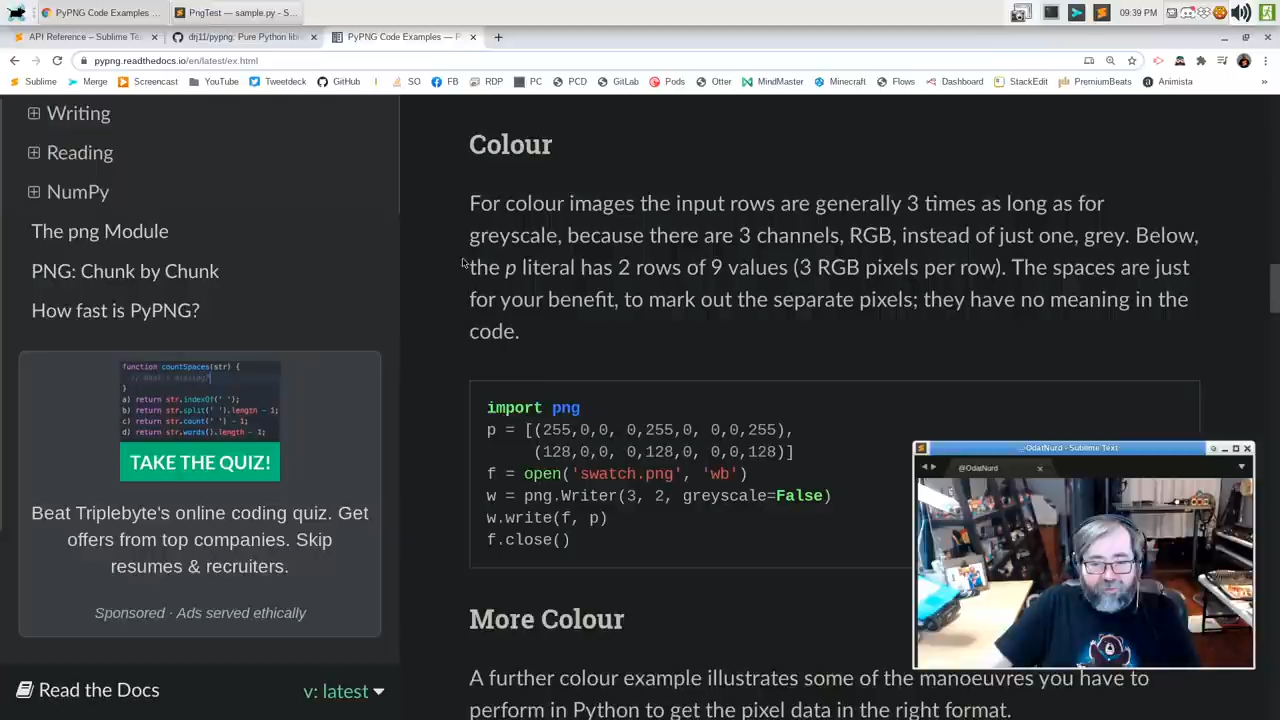 PyPNG Code Examples ...
PngTest — sample.py - S...
09:39 PM
API Reference – Sublime Te
drj11/pypng: Pure Python lib
PyPNG Code Examples — P
pypng.readthedocs.io/en/latest/ex.html
Sublime
Merge
Screencast
YouTube
Tweetdeck
GitHub
SO
FB
RDP
PC
PCD
GitLab
Pods
Otter
MindMaster
Minecraft
Flows
Dashboard
StackEdit
PremiumBeats
Animista
Writing
Reading
NumPy
The png Module
PNG: Chunk by Chunk
How fast is PyPNG?
function countSpaces(str) {
}
a) return str.indexOf(' ');
b) return str.split(' ').length - 1;
c) return str.count(' ') - 1;
d) return str.words().length - 1;
TAKE THE QUIZ!
Beat Triplebyte's online coding quiz. Get
offers from top companies. Skip
resumes & recruiters.
Sponsored · Ads served ethically
Read the Docs
v: latest
Colour
For colour images the input rows are generally 3 times as long as for
greyscale, because there are 3 channels, RGB, instead of just one, grey. Below,
the p literal has 2 rows of 9 values (3 RGB pixels per row). The spaces are just
for your benefit, to mark out the separate pixels; they have no meaning in the
code.
import png
p = [(255,0,0, 0,255,0, 0,0,255),
(128,0,0, 0,128,0, 0,0,128)]
f = open('swatch.png', 'wb')
w = png.Writer(3, 2, greyscale=False)
w.write(f, p)
f.close()
More Colour
A further colour example illustrates some of the manoeuvres you have to
perform in Python to get the pixel data in the right format.
@OdatNurd - Sublime Text
@OdatNurd